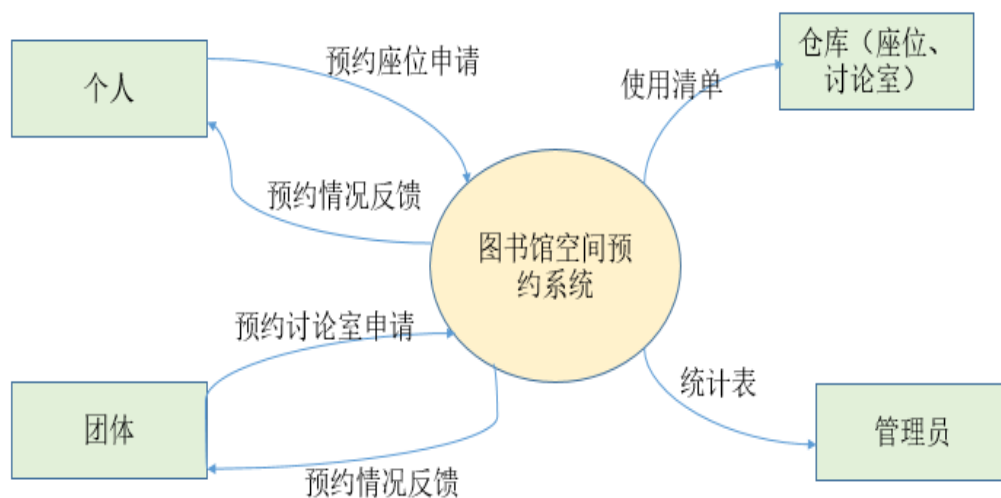 个人
预约座位申请
仓库（座位、
讨论室）
使用清单
预约情况反馈
图书馆空间预
约系统
预约讨论室申请
团体
统计表
管理员
预约情况反馈